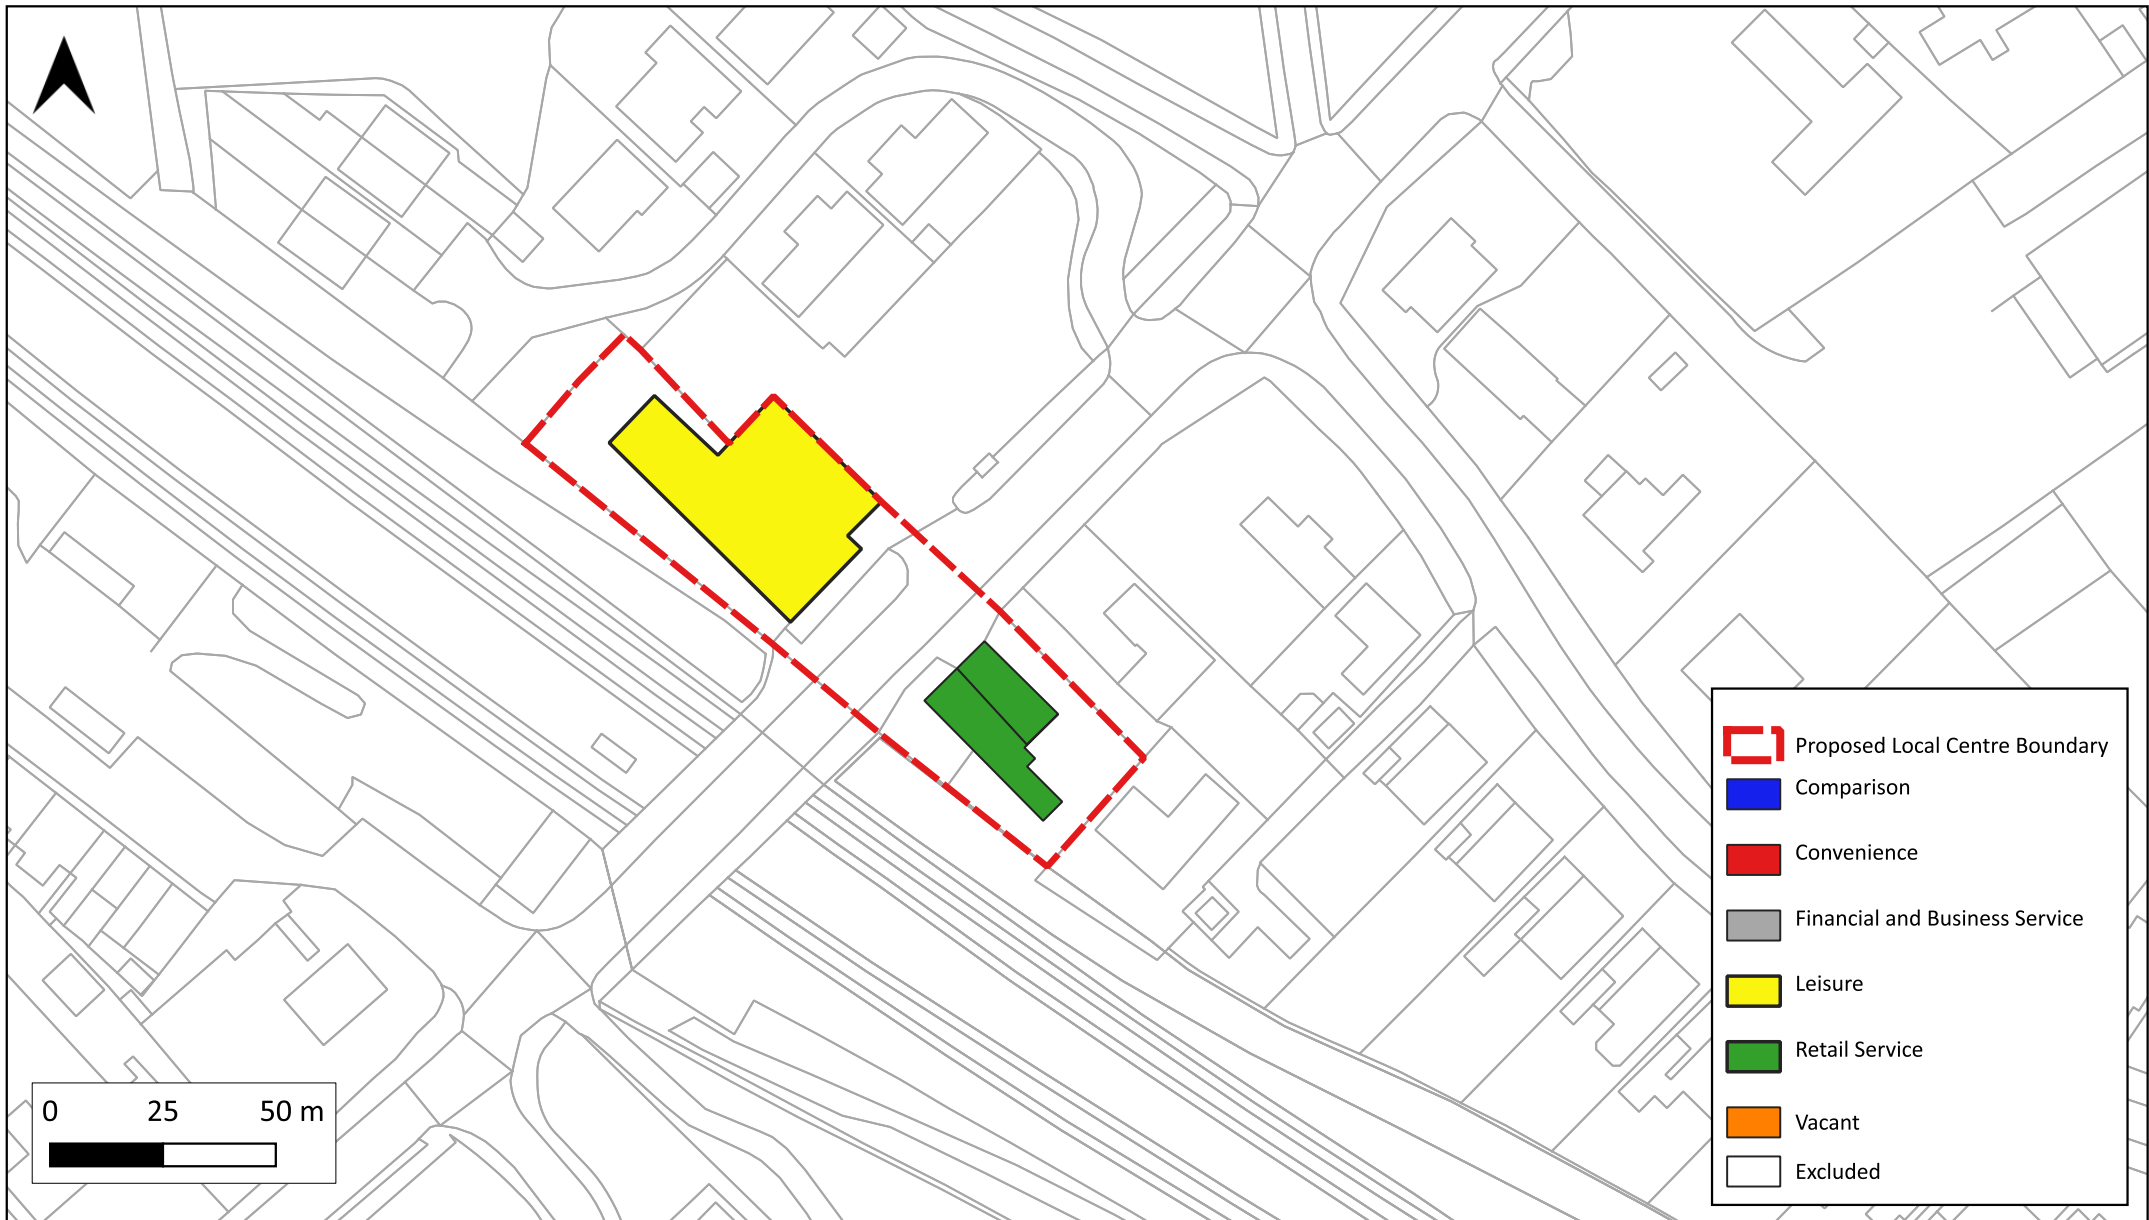 Proposed Local Centre Boundary
Comparison
Convenience
Financial and Business Service
Leisure
Retail Service
Vacant
Excluded
0 25 50 m